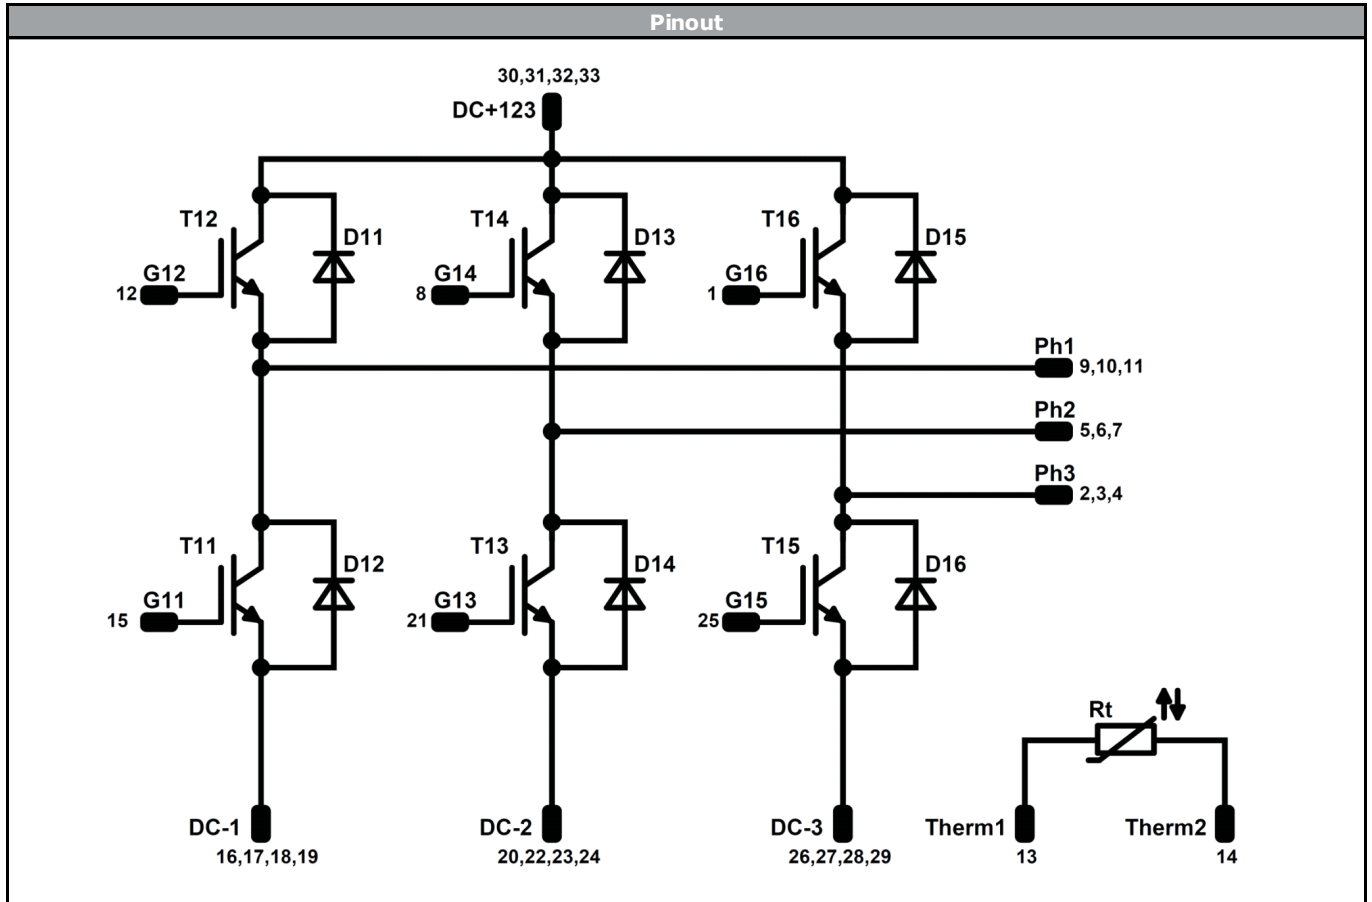 Pinout
30,31,32,33
DC+123
T12
D11
G12
12
T14
D13
G14
8
T16
D15
G16
1
Ph1
9,10,11
Ph2
5,6,7
Ph3
2,3,4
T11
D12
G11
15
T13
D14
G13
21
T15
D16
G15
25
Rt
DC-1
16,17,18,19
DC-2
20,22,23,24
DC-3
26,27,28,29
Therm1
13
Therm2
14